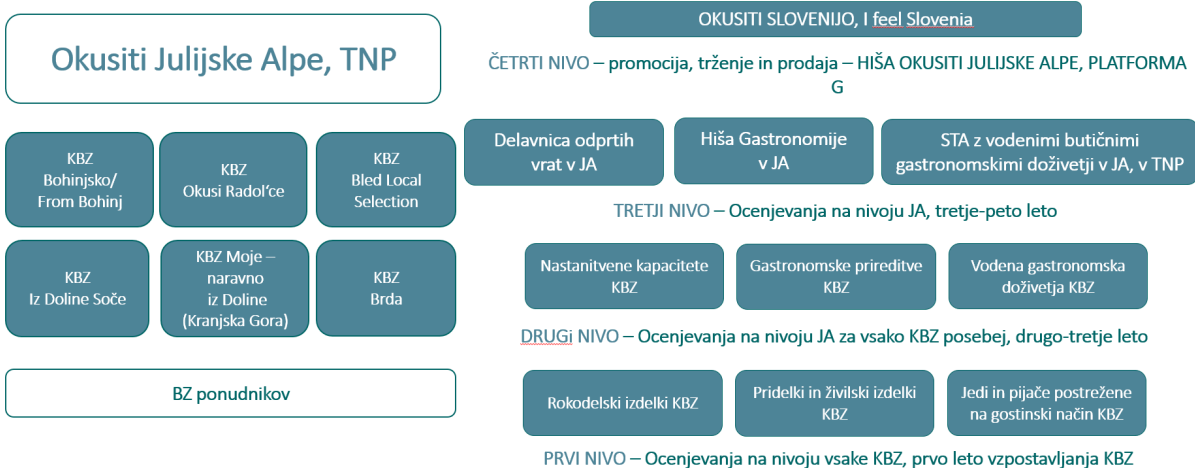 Okusiti Julijske Alpe, TNP
KBZ
Bohinjsko/
From Bohinj
KBZ
Okusi Radol‘ce
KBZ
Bled Local
Selection
KBZ
Iz Doline Soče
KBZ Moje –
naravno
iz Doline
(Kranjska Gora)
KBZ
Brda
BZ ponudnikov
OKUSITI SLOVENIJO, I feel Slovenia
ČETRTI NIVO – promocija, trženje in prodaja – HIŠA OKUSITI JULIJSKE ALPE, PLATFORMA
G
Delavnica odprtih
vrat v JA
Hiša Gastronomije
v JA
STA z vodenimi butičnimi
gastronomskimi doživetji v JA, v TNP
TRETJI NIVO – Ocenjevanja na nivoju JA, tretje-peto leto
Nastanitvene kapacitete
KBZ
Gastronomske prireditve
KBZ
Vodena gastronomska
doživetja KBZ
DRUGi NIVO – Ocenjevanja na nivoju JA za vsako KBZ posebej, drugo-tretje leto
Rokodelski izdelki KBZ
Pridelki in živilski izdelki
KBZ
Jedi in pijače postrežene
na gostinski način KBZ
PRVI NIVO – Ocenjevanja na nivoju vsake KBZ, prvo leto vzpostavljanja KBZ